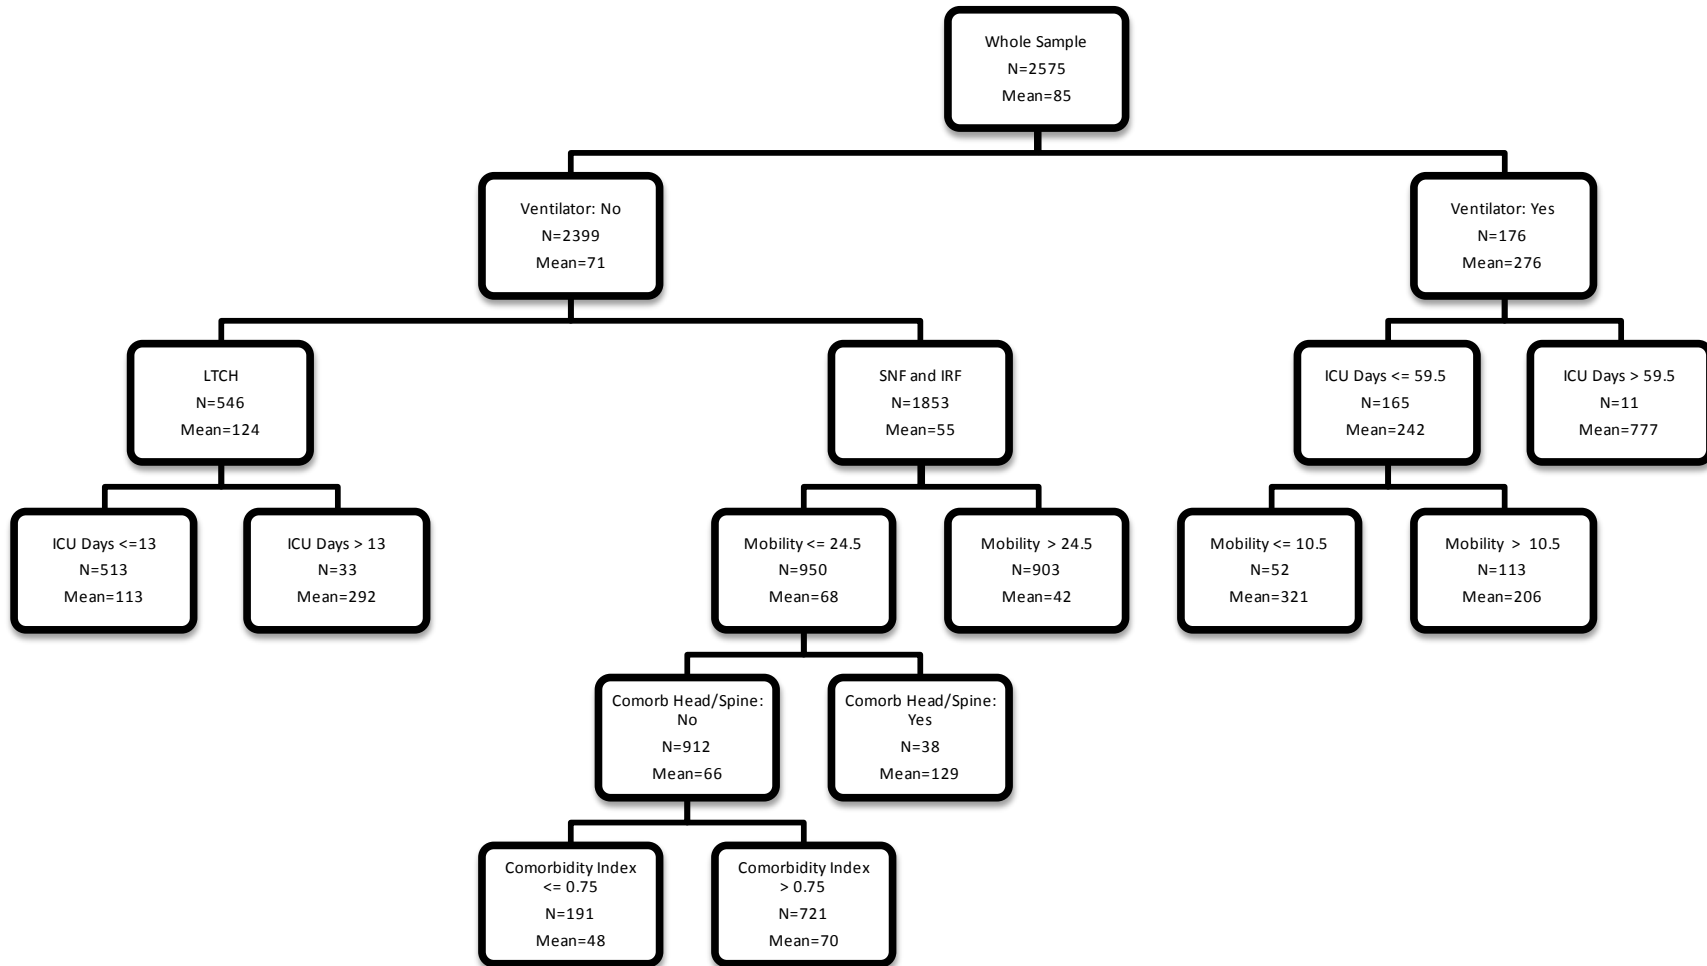 Whole Sample
N=2575
Mean=85
Ventilator: No
N=2399
Mean=71
Ventilator: Yes
N=176
Mean=276
LTCH
N=546
Mean=124
SNF and IRF
N=1853
Mean=55
ICU Days <= 59.5
N=165
Mean=242
ICU Days > 59.5
N=11
Mean=777
ICU Days <=13
N=513
Mean=113
ICU Days > 13
N=33
Mean=292
Mobility <= 24.5
N=950
Mean=68
Mobility > 24.5
N=903
Mean=42
Mobility <= 10.5
N=52
Mean=321
Mobility > 10.5
N=113
Mean=206
Comorb Head/Spine:
No
N=912
Mean=66
Comorb Head/Spine:
Yes
N=38
Mean=129
Comorbidity Index
<= 0.75
N=191
Mean=48
Comorbidity Index
> 0.75
N=721
Mean=70